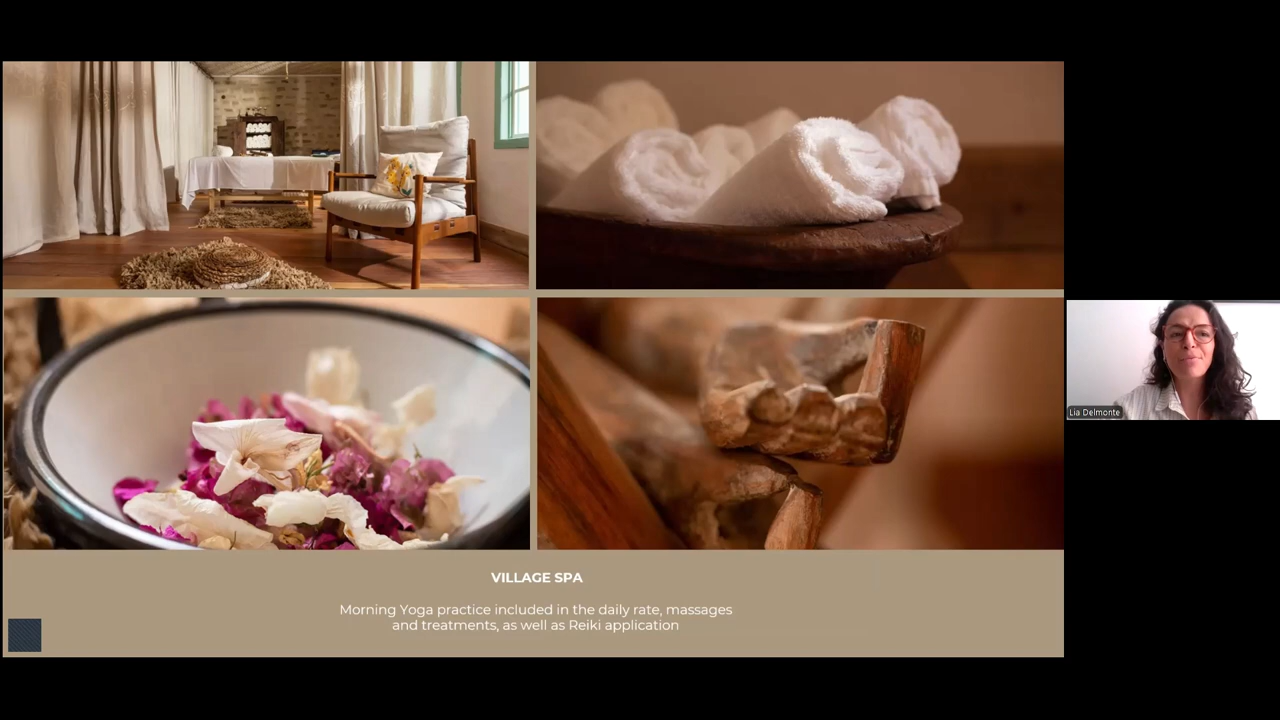 VILLAGE SPA
Morning Yoga practice included in the daily rate, massages
and treatments, as well as Reiki application
Lia Delmonte